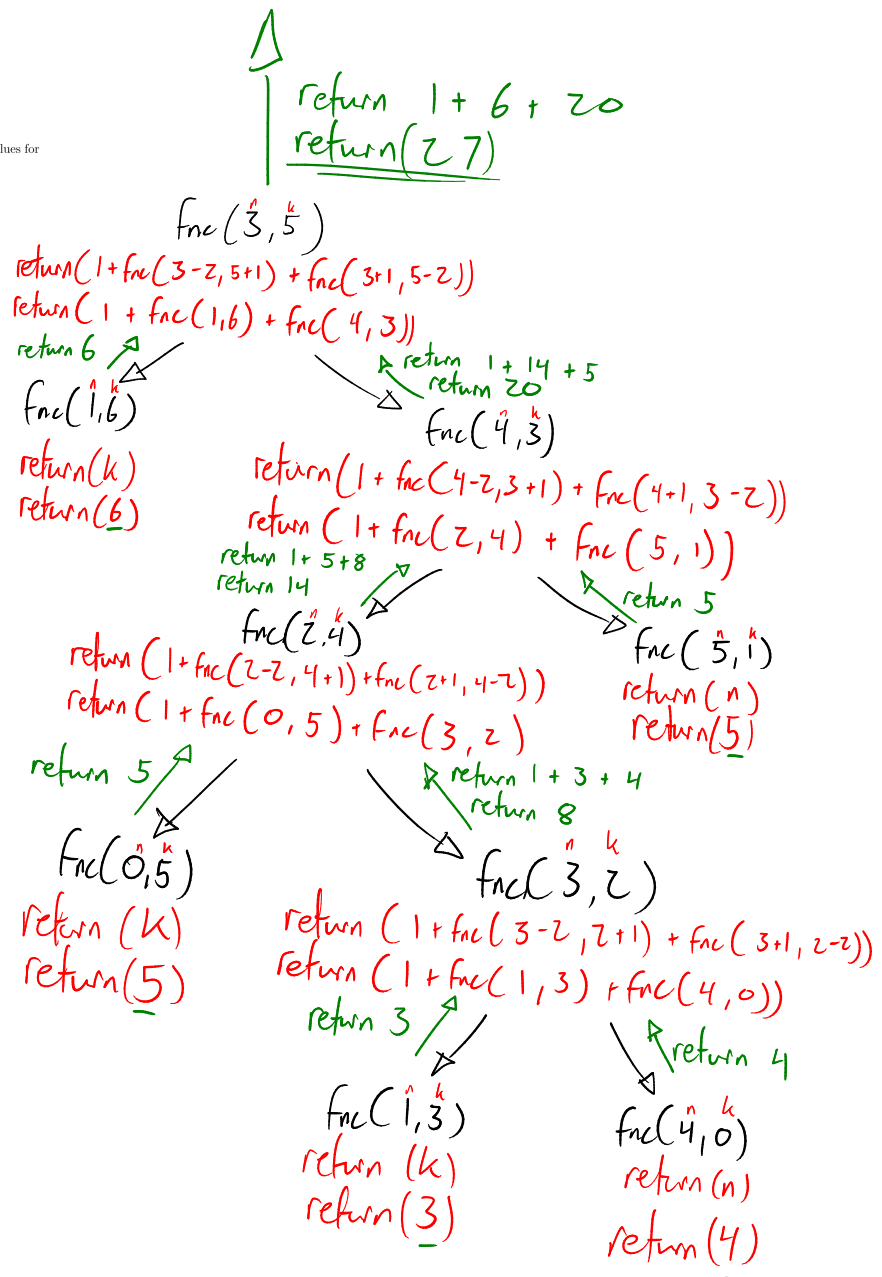 return 1 + 6 + 20
return(27)
lues for
n k
fnc(3,5)
return(1+fnc(3-2,5+1) + fnc(3+1,5-2))
return(1 + fnc(1,6) + fnc(4,3))
return 6
return 1 + 14 + 5
return 20
n k
fnc(1,6)
n k
fnc(4,3)
return(k)
return(6)
return(1 + fnc(4-2,3+1) + fnc(4+1,3-2))
return(1+fnc(2,4) + fnc(5,1))
return 1+5+8
return 14
return 5
n k
fnc(2,4)
n k
fnc(5,1)
return(1+fnc(2-2,4+1)+fnc(2+1,4-2))
return(1+fnc(0,5)+fnc(3,2)
return(n)
return(5)
return 5
return 1 + 3 + 4
return 8
n k
fnc(0,5)
n k
fnc(3,2)
return (k)
return(5)
return (1+fnc(3-2,2+1) + fnc(3+1,2-2))
return (1+fnc(1,3) +fnc(4,0))
return 3
return 4
n k
fnc(1,3)
n k
fnc(4,0)
return (k)
return(3)
return(n)
return(4)